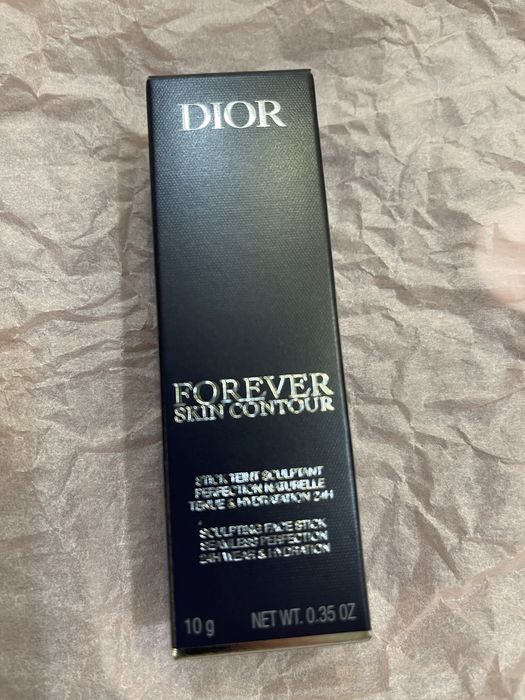 DIOR
FOREVER
SKIN CONTOUR
STICK TEINT SCULPTANT
PERFECTION NATURELLE
TENUE & HYDRATATION 24H
SCULPTING FACE STICK
SEAMLESS PERFECTION
24H WEAR & HYDRATION
10 g NET WT. 0.35 OZ